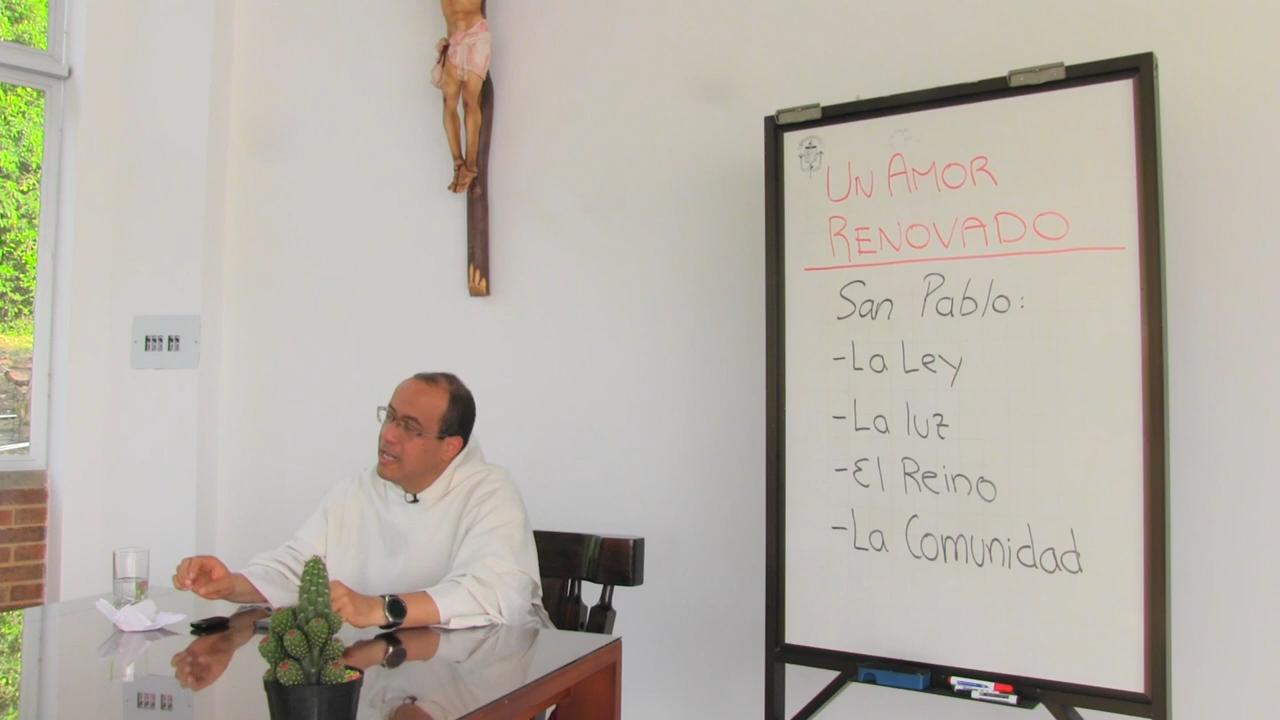 UN AMOR
RENOVADO
San Pablo:
-La Ley
-La luz
-El Reino
-La Comunidad